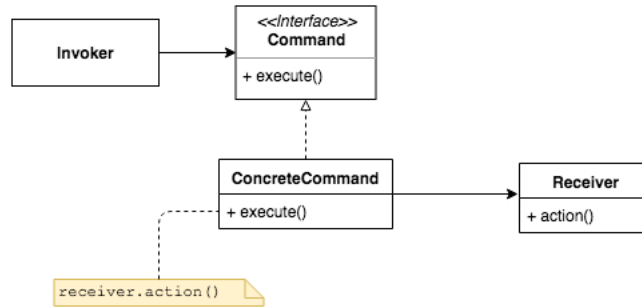 <<Interface>>
Command
+ execute()
Invoker
ConcreteCommand
+ execute()
Receiver
+ action()
receiver.action()